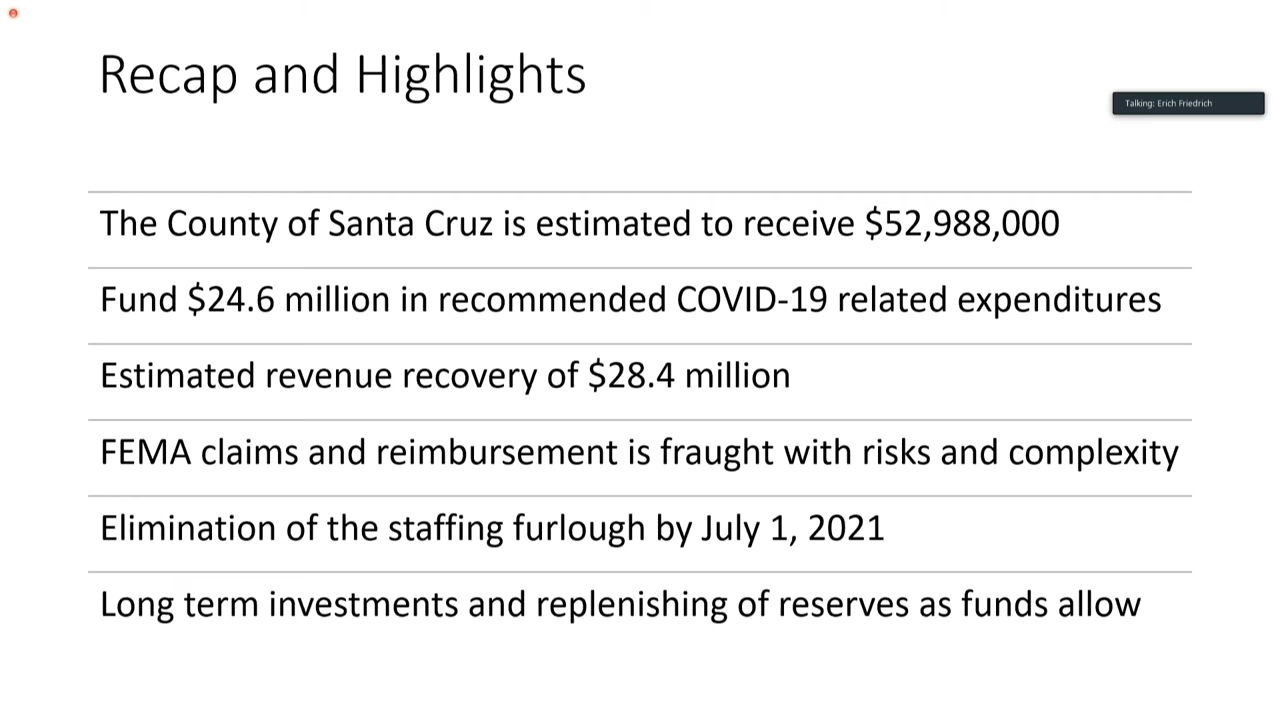 Recap and Highlights
Talking: Erich Friedrich
The County of Santa Cruz is estimated to receive $52,988,000
Fund $24.6 million in recommended COVID-19 related expenditures
Estimated revenue recovery of $28.4 million
FEMA claims and reimbursement is fraught with risks and complexity
Elimination of the staffing furlough by July 1, 2021
Long term investments and replenishing of reserves as funds allow